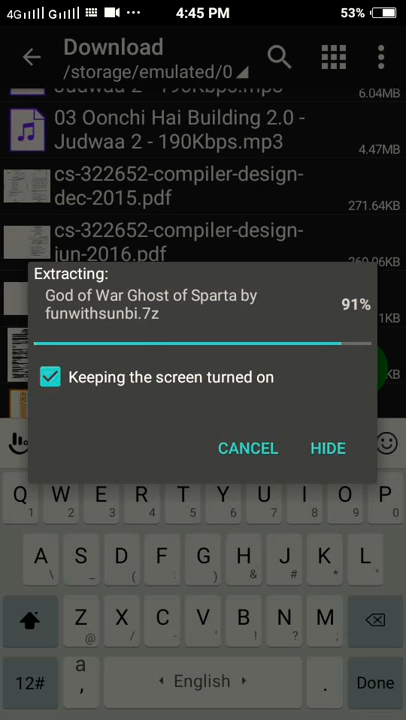 4G G 4:45 PM 53%
Download
/storage/emulated/0
6.04MB
03 Oonchi Hai Building 2.0 -
Judwaa 2 - 190Kbps.mp3
4.47MB
cs-322652-compiler-design-
dec-2015.pdf
271.64KB
cs-322652-compiler-design-
jun-2016.pdf
Extracting:
God of War Ghost of Sparta by
funwithsunbi.7z
91%
Keeping the screen turned on
CANCEL HIDE
Q W E R T Y U I O P
1 2 3 4 5 6 7 8 9 0
A S D F G H J K L
\ _ ( : ) & # * "
Z X C V B N M
@ / - ! ? ;
12# a , English . Done